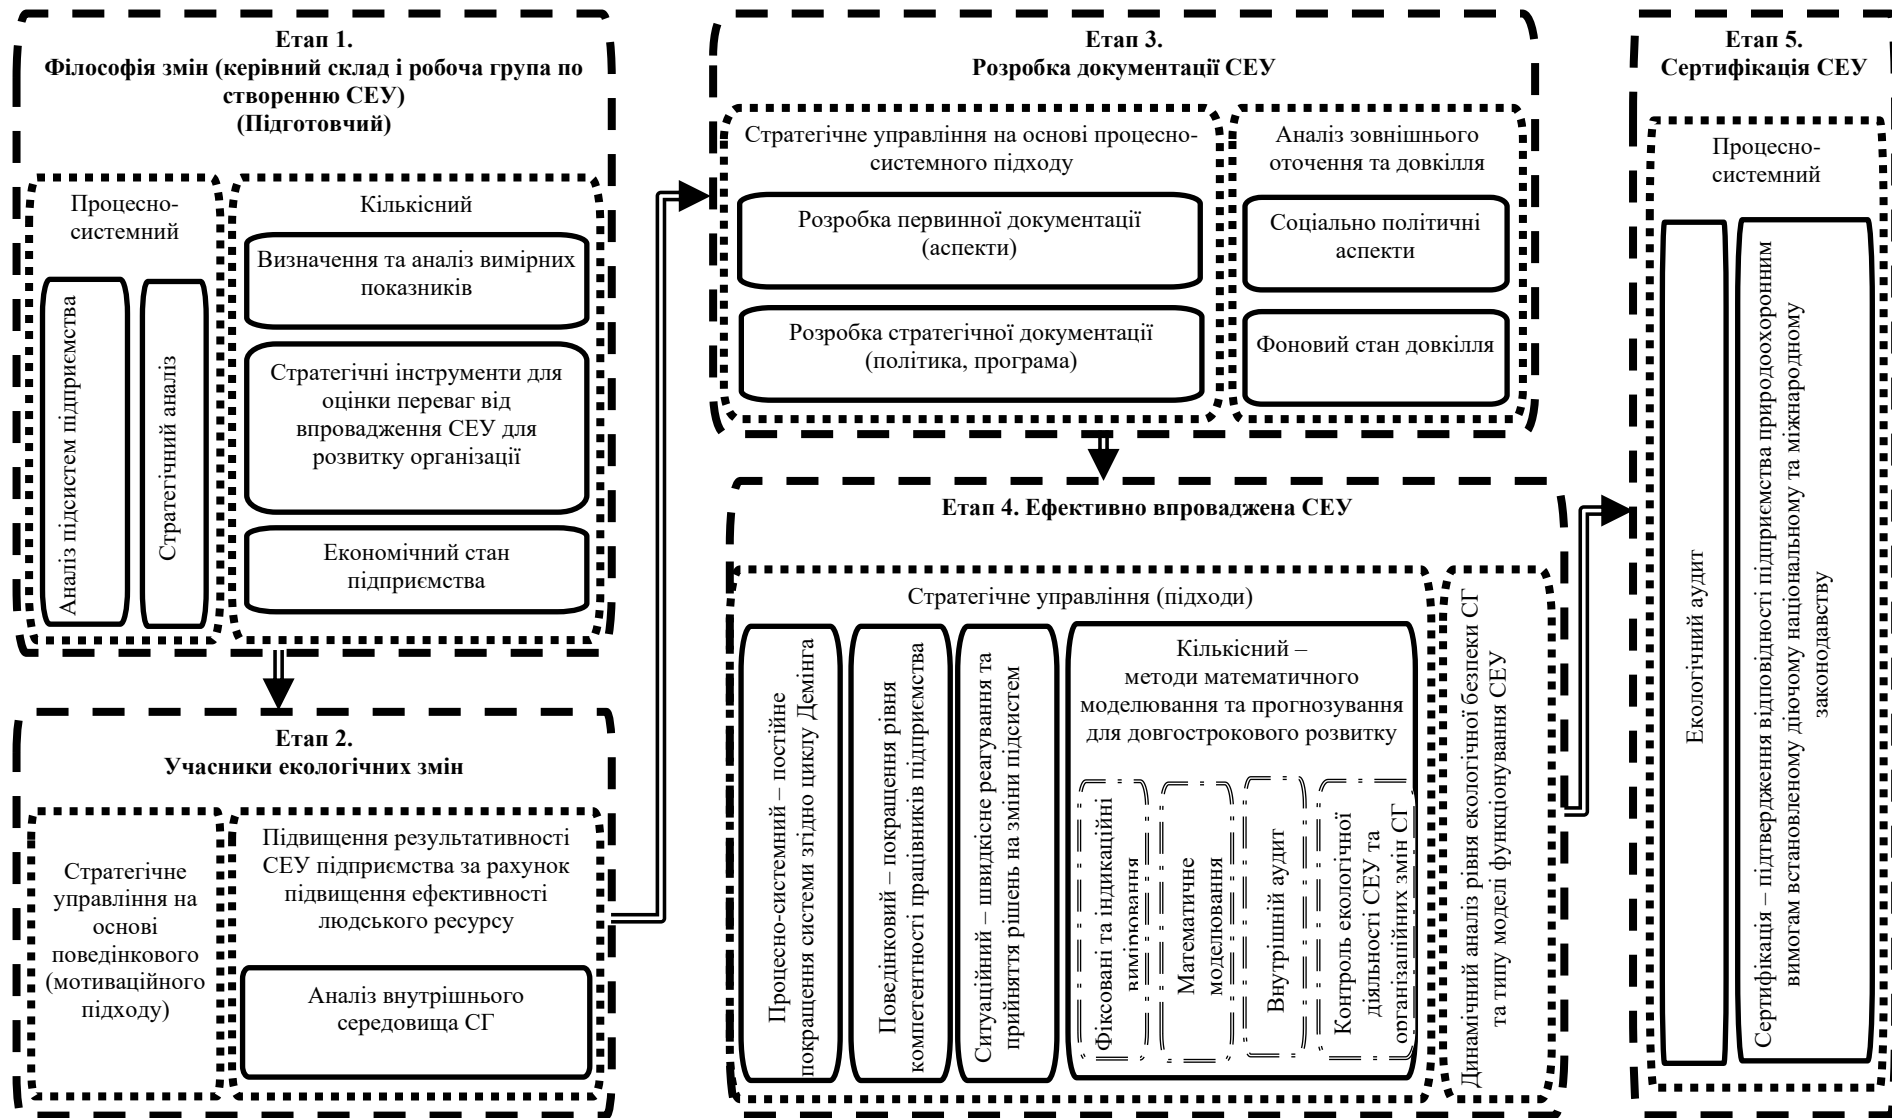 Етап 1.
Філософія змін (керівний склад і робоча група по
створенню СЕУ)
(Підготовчий)
Процесно-
системний
Аналіз підсистем підприємства
Стратегічний аналіз
Кількісний
Визначення та аналіз вимірних
показників
Стратегічні інструменти для
оцінки переваг від
впровадження СЕУ для
розвитку організації
Економічний стан
підприємства
Етап 2.
Учасники екологічних змін
Стратегічне
управління на
основі
поведінкового
(мотиваційного
підходу)
Підвищення результативності
СЕУ підприємства за рахунок
підвищення ефективності
людського ресурсу
Аналіз внутрішнього
середовища СГ
Етап 3.
Розробка документації СЕУ
Стратегічне управління на основі процесно-
системного підходу
Розробка первинної документації
(аспекти)
Розробка стратегічної документації
(політика, програма)
Аналіз зовнішнього
оточення та довкілля
Соціально політичні
аспекти
Фоновий стан довкілля
Етап 4. Ефективно впроваджена СЕУ
Стратегічне управління (підходи)
Процесно-системний – постійне
покращення системи згідно циклу Демінга
Поведінковий – покращення рівня
компетентності працівників підприємства
Ситуаційний – швидкісне реагування та
прийняття рішень на зміни підсистем
Кількісний –
методи математичного
моделювання та прогнозування
для довгострокового розвитку
Фіксовані та індикаційні
вимірювання
Математичне
моделювання
Внутрішній аудит
Контроль екологічної
діяльності СЕУ та
організаційних змін СГ
Динамічний аналіз рівня екологічної безпеки СГ
та типу моделі функціонування СЕУ
Етап 5.
Сертифікація СЕУ
Процесно-
системний
Екологічний аудит
Сертифікація – підтвердження відповідності підприємства природоохоронним
вимогам встановленому діючому національному та міжнародному
законодавству